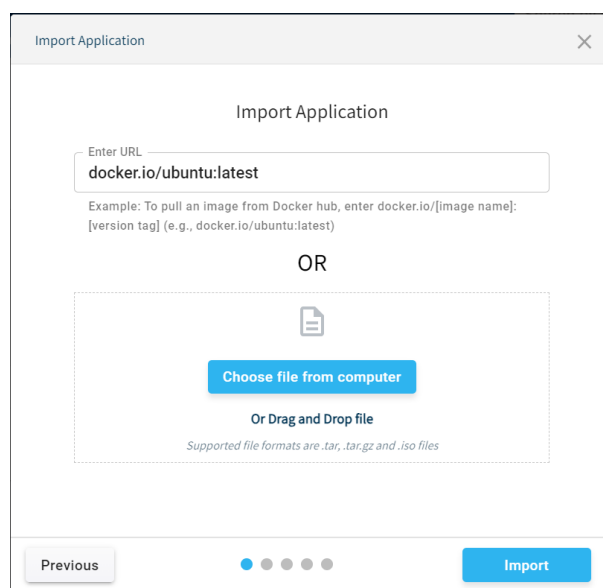 Import Application
Import Application
Enter URL
docker.io/ubuntu:latest
Example: To pull an image from Docker hub, enter docker.io/[image name]:
[version tag] (e.g., docker.io/ubuntu:latest)
OR
Choose file from computer
Or Drag and Drop file
Supported file formats are .tar, .tar.gz and .iso files
Previous
Import